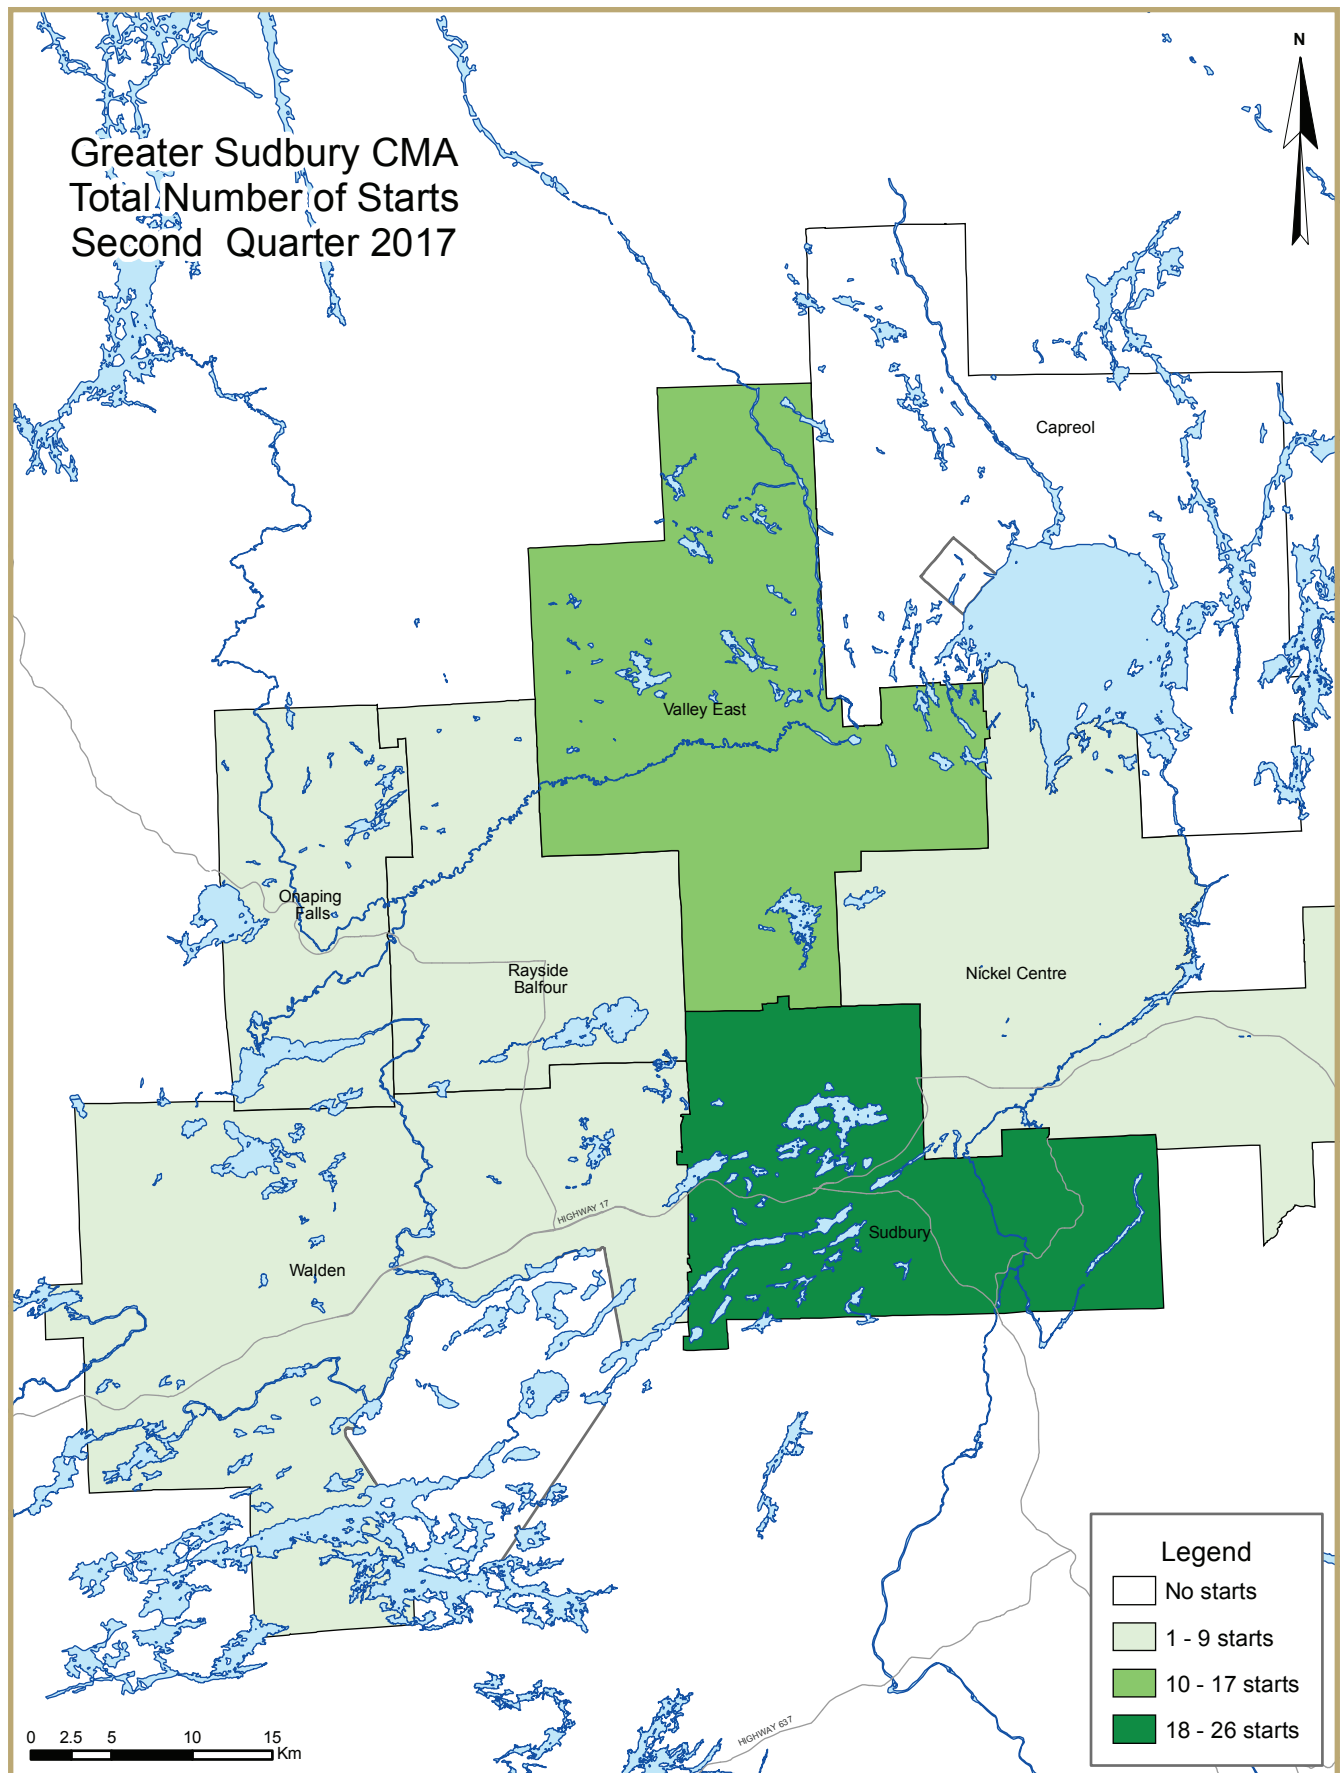 Greater Sudbury CMA
Total Number of Starts
Second Quarter 2017
N
Capreol
Valley East
Onaping
Falls
Rayside
Balfour
Nickel Centre
HIGHWAY 17
Sudbury
Walden
Legend
No starts
1 - 9 starts
10 - 17 starts
18 - 26 starts
0 2.5 5 10 15
Km
HIGHWAY 637